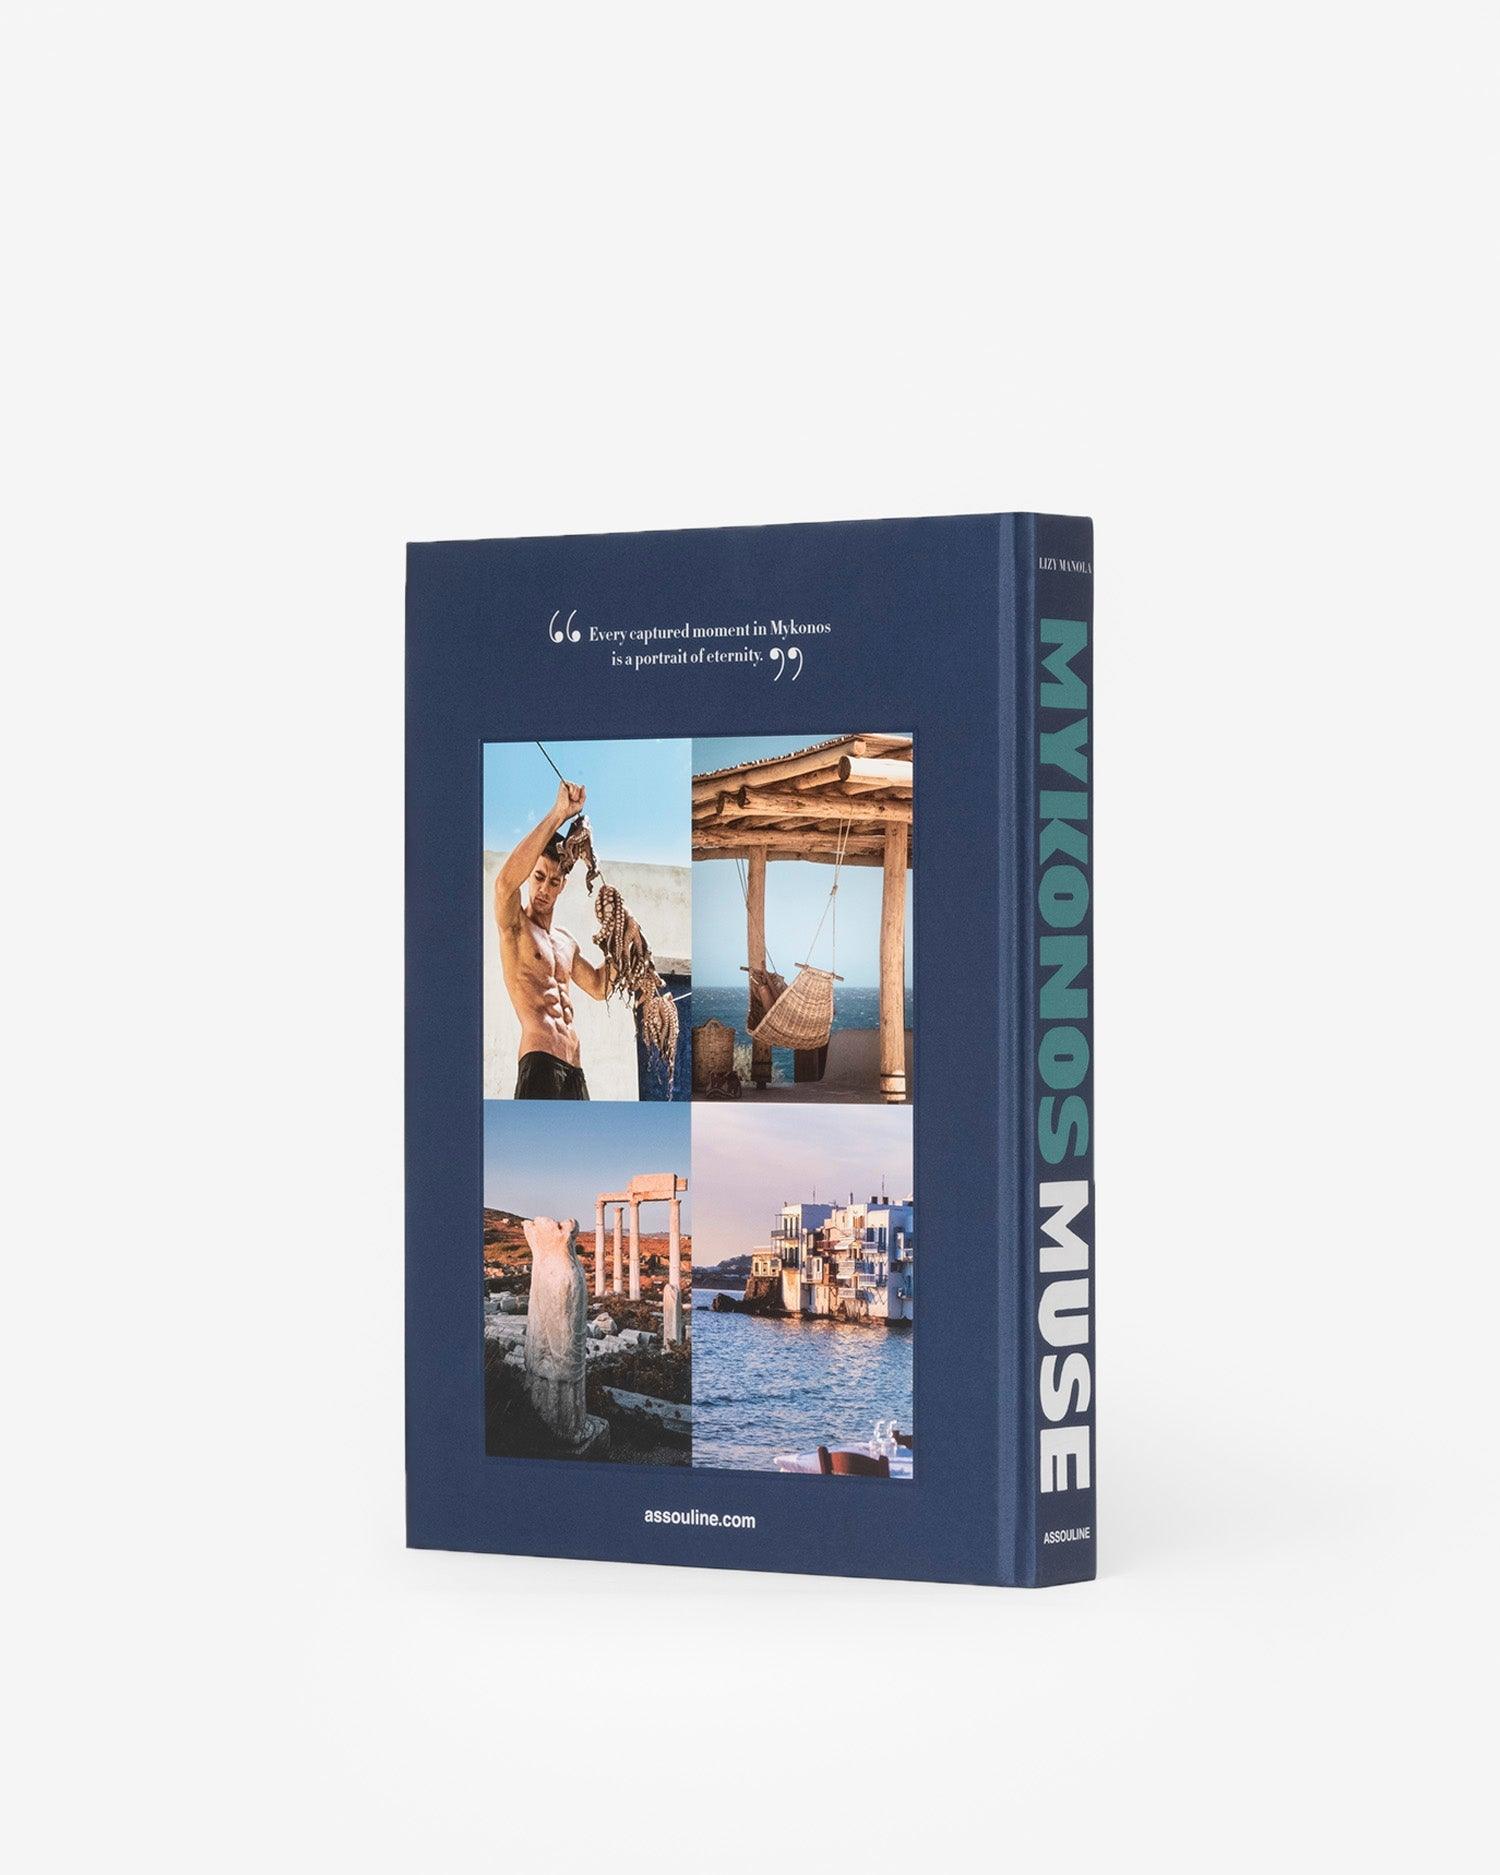 “Every captured moment in Mykonos
is a portrait of eternity.”
assouline.com
LIZY MANOLA
MYKONOS MUSE
ASSOULINE